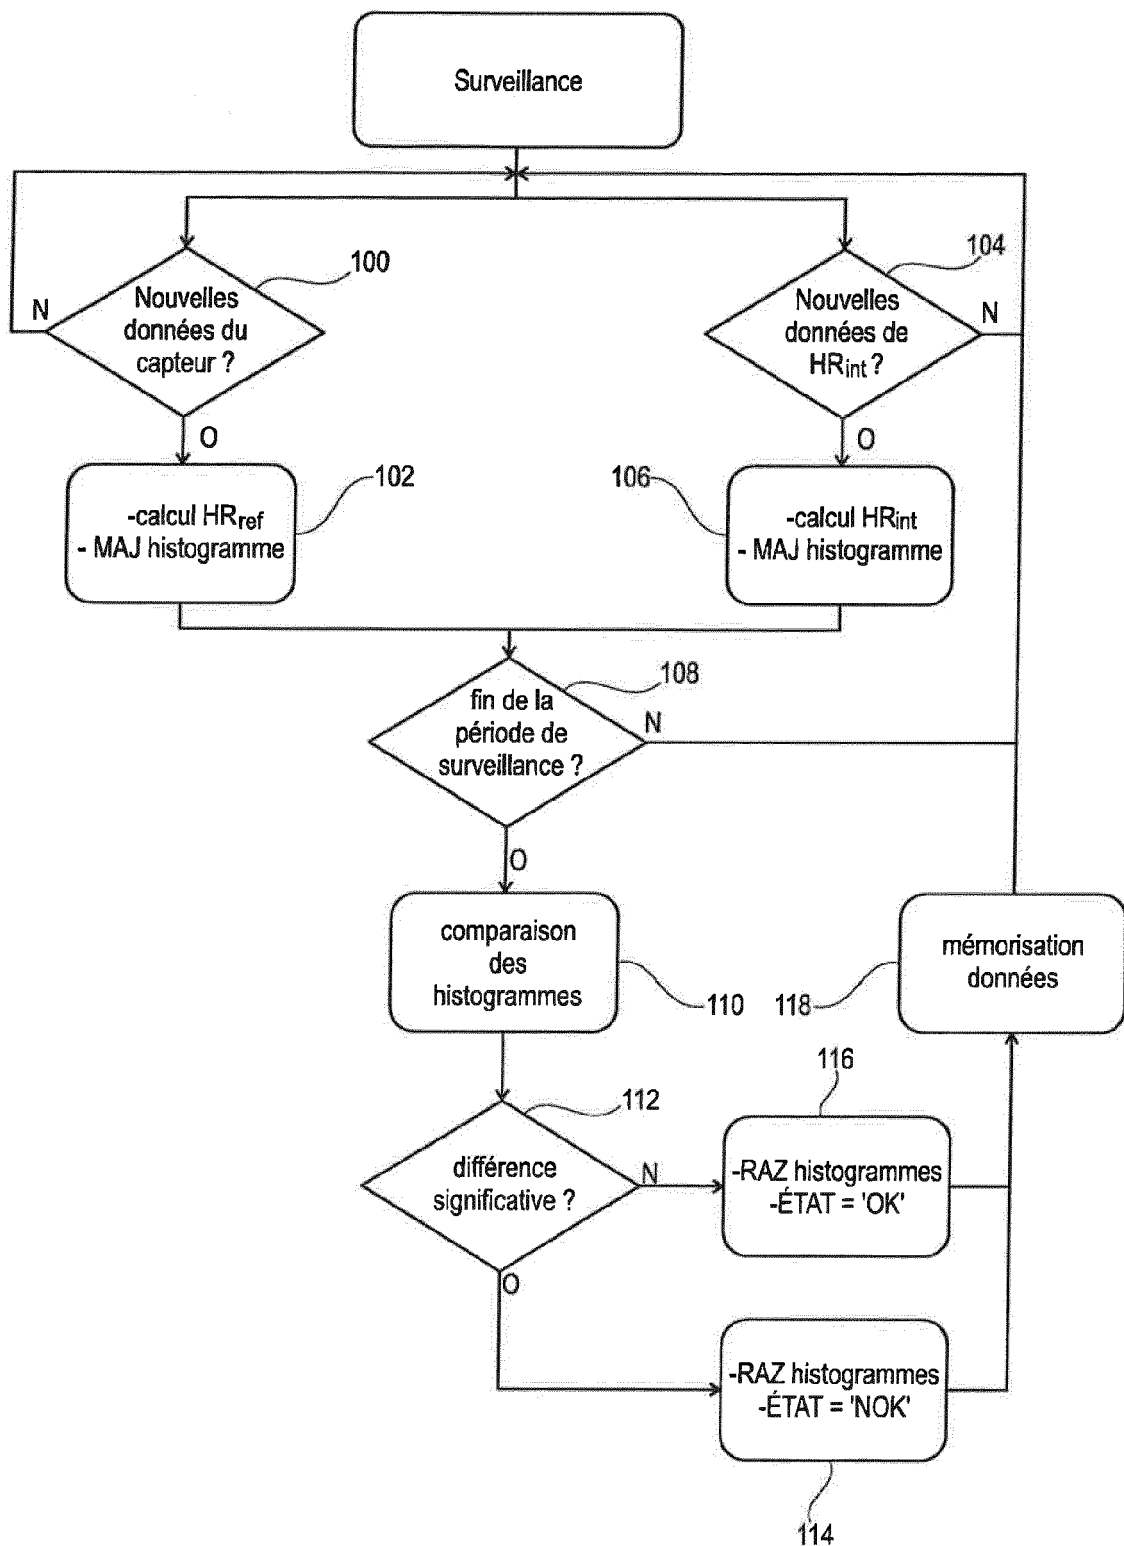 Surveillance
100
104
N
Nouvelles
données du
capteur ?
Nouvelles
données de
HRint ?
N
O
O
102
106
-calcul HRref
- MAJ histogramme
-calcul HRint
- MAJ histogramme
108
fin de la
période de
surveillance ?
N
O
comparaison
des
histogrammes
110
mémorisation
données
118
112
116
différence
significative ?
N
-RAZ histogrammes
-ÉTAT = 'OK'
O
-RAZ histogrammes
-ÉTAT = 'NOK'
114